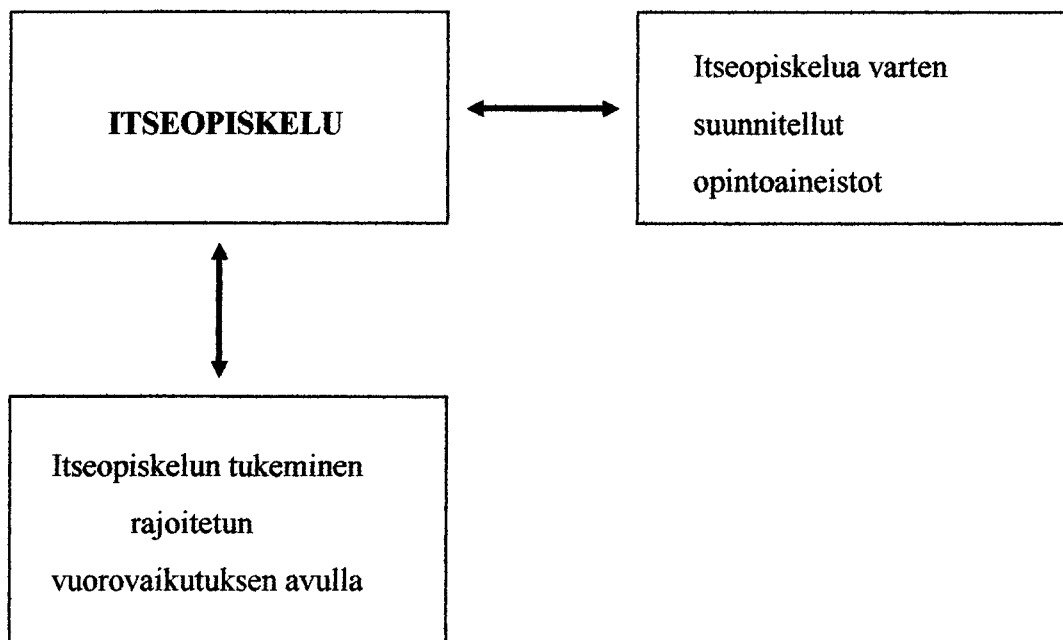 ITSEOPISKELU
Itseopiskelua varten
suunnitellut
opintoaineistot
Itseopiskelun tukeminen
rajoitetun
vuorovaikutuksen avulla